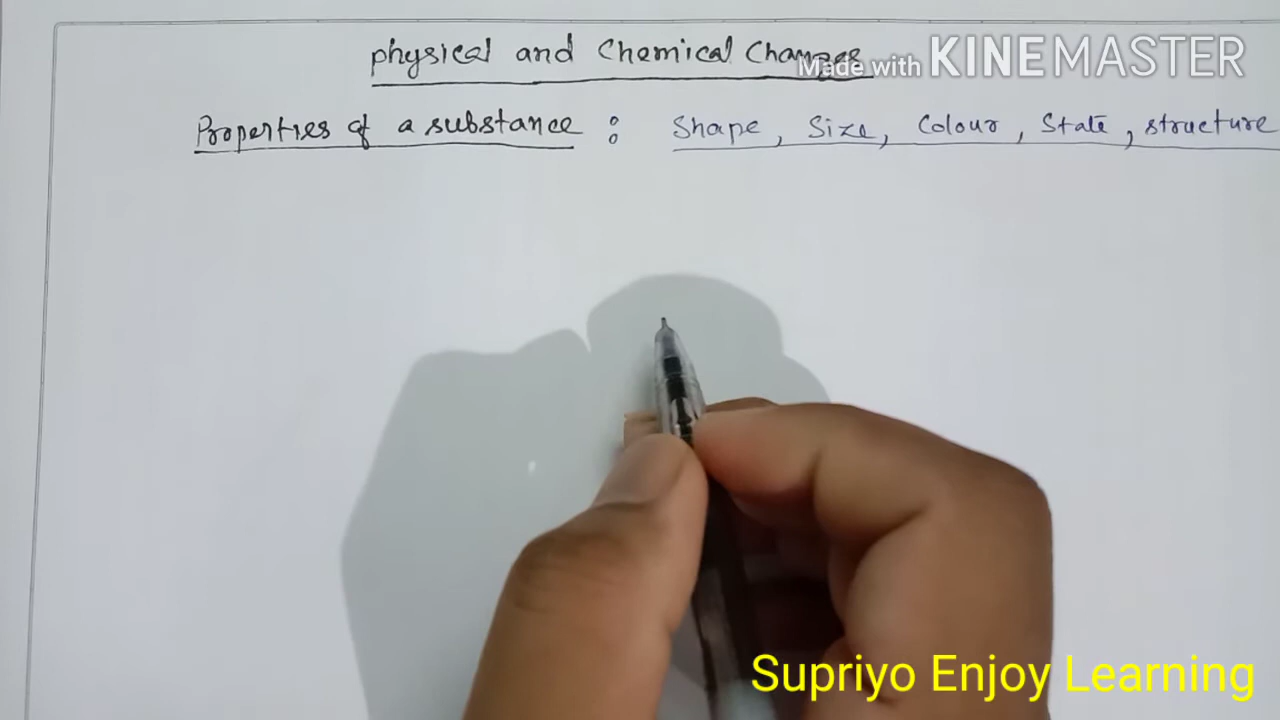 Physical and Chemical Changes
Made with KINEMASTER
Properties of a substance : Shape, Size, Colour, State, structure
Supriyo Enjoy Learning